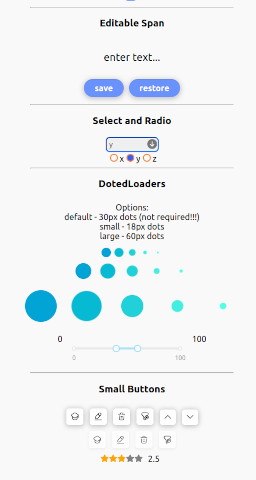 Editable Span
enter text...
save restore
Select and Radio
y
x y z
DotedLoaders
Options:
default - 30px dots (not required!!!)
small - 18px dots
large - 60px dots
0 100
0 100
Small Buttons
2.5